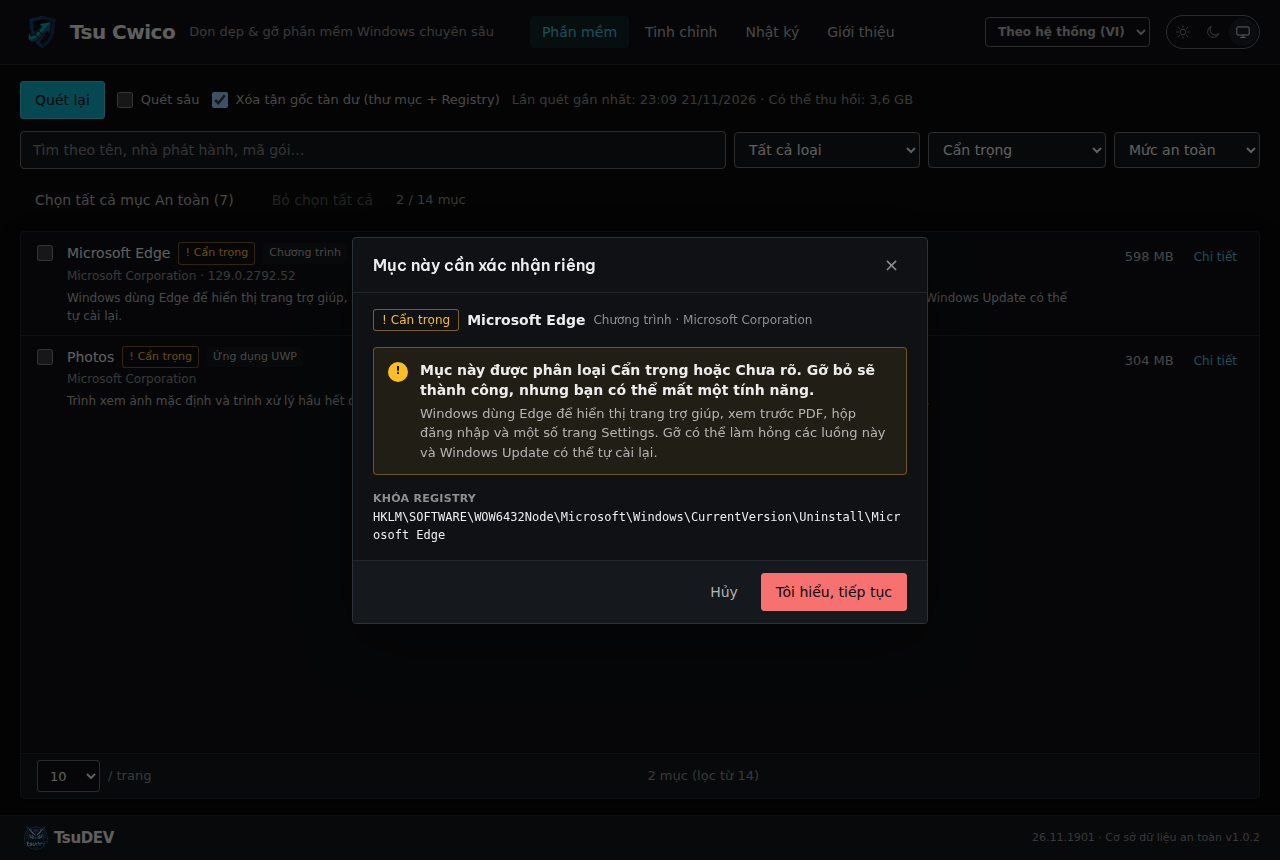 Tsu Cwico
Dọn dẹp & gỡ phần mềm Windows chuyên sâu
Phần mềm
Tinh chỉnh
Nhật ký
Giới thiệu
Theo hệ thống (VI)
Quét lại
Quét sâu
Xóa tận gốc tàn dư (thư mục + Registry)
Lần quét gần nhất: 23:09 21/11/2026 · Có thể thu hồi: 3,6 GB
Tìm theo tên, nhà phát hành, mã gói...
Tất cả loại
Cẩn trọng
Mức an toàn
Chọn tất cả mục An toàn (7)
Bỏ chọn tất cả
2 / 14 mục
Microsoft Edge
! Cẩn trọng
Chương trình
598 MB
Chi tiết
Microsoft Corporation · 129.0.2792.52
Windows dùng Edge để hiển thị trang trợ giúp,
Windows Update có thể
tự cài lại.
Photos
! Cẩn trọng
Ứng dụng UWP
304 MB
Chi tiết
Microsoft Corporation
Trình xem ảnh mặc định và trình xử lý hầu hết
Mục này cần xác nhận riêng
! Cẩn trọng
Microsoft Edge
Chương trình · Microsoft Corporation
! Mục này được phân loại Cẩn trọng hoặc Chưa rõ. Gỡ bỏ sẽ
thành công, nhưng bạn có thể mất một tính năng.
Windows dùng Edge để hiển thị trang trợ giúp, xem trước PDF, hộp
đăng nhập và một số trang Settings. Gỡ có thể làm hỏng các luồng này
và Windows Update có thể tự cài lại.
KHÓA REGISTRY
HKLM\SOFTWARE\WOW6432Node\Microsoft\Windows\CurrentVersion\Uninstall\Micr
osoft Edge
Hủy
Tôi hiểu, tiếp tục
10
/ trang
2 mục (lọc từ 14)
TsuDEV
26.11.1901 · Cơ sở dữ liệu an toàn v1.0.2